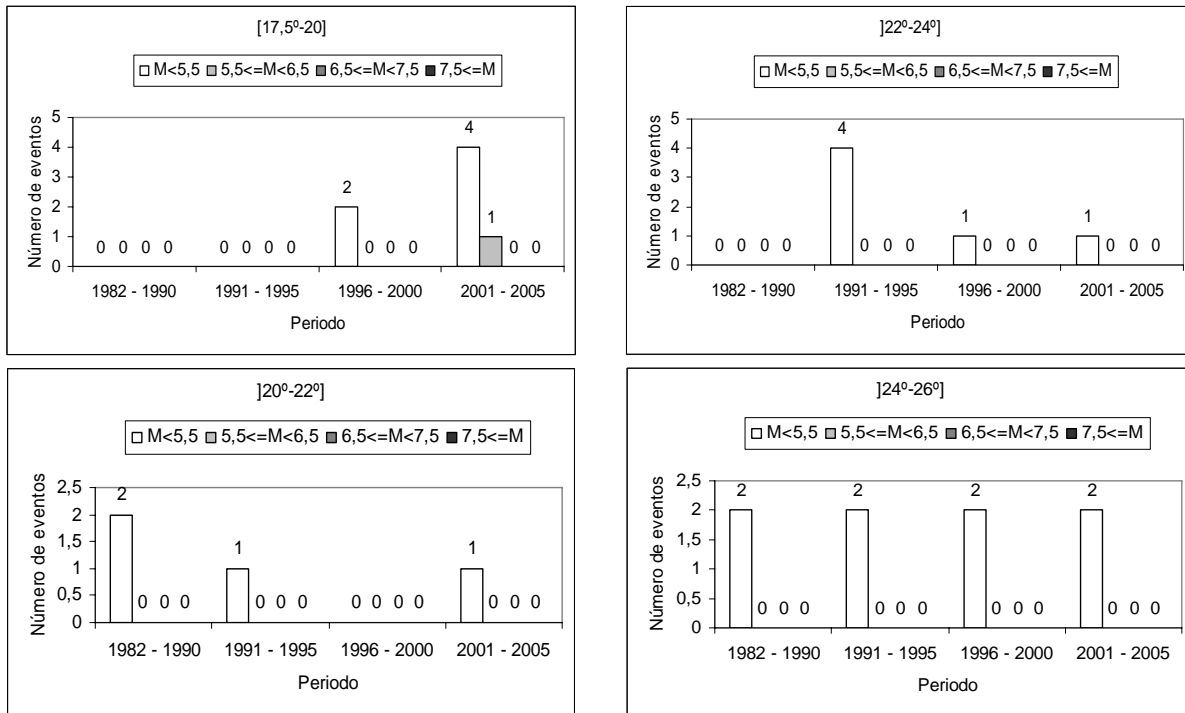 [17,5º-20]
M<5,5 5,5<=M<6,5 6,5<=M<7,5 7,5<=M
Número de eventos
5
4
3
2
1
0
0 0 0 0
0 0 0 0
2 0 0 0
4 1 0 0
1982 - 1990 1991 - 1995 1996 - 2000 2001 - 2005
Periodo
]22º-24º]
M<5,5 5,5<=M<6,5 6,5<=M<7,5 7,5<=M
Número de eventos
5
4
3
2
1
0
0 0 0 0
4 0 0 0
1 0 0 0
1 0 0 0
1982 - 1990 1991 - 1995 1996 - 2000 2001 - 2005
Periodo
]20º-22º]
M<5,5 5,5<=M<6,5 6,5<=M<7,5 7,5<=M
Número de eventos
2,5
2
1,5
1
0,5
0
2 0 0 0
1 0 0 0
0 0 0 0
1 0 0 0
1982 - 1990 1991 - 1995 1996 - 2000 2001 - 2005
Periodo
]24º-26º]
M<5,5 5,5<=M<6,5 6,5<=M<7,5 7,5<=M
Número de eventos
2,5
2
1,5
1
0,5
0
2 0 0 0
2 0 0 0
2 0 0 0
2 0 0 0
1982 - 1990 1991 - 1995 1996 - 2000 2001 - 2005
Periodo